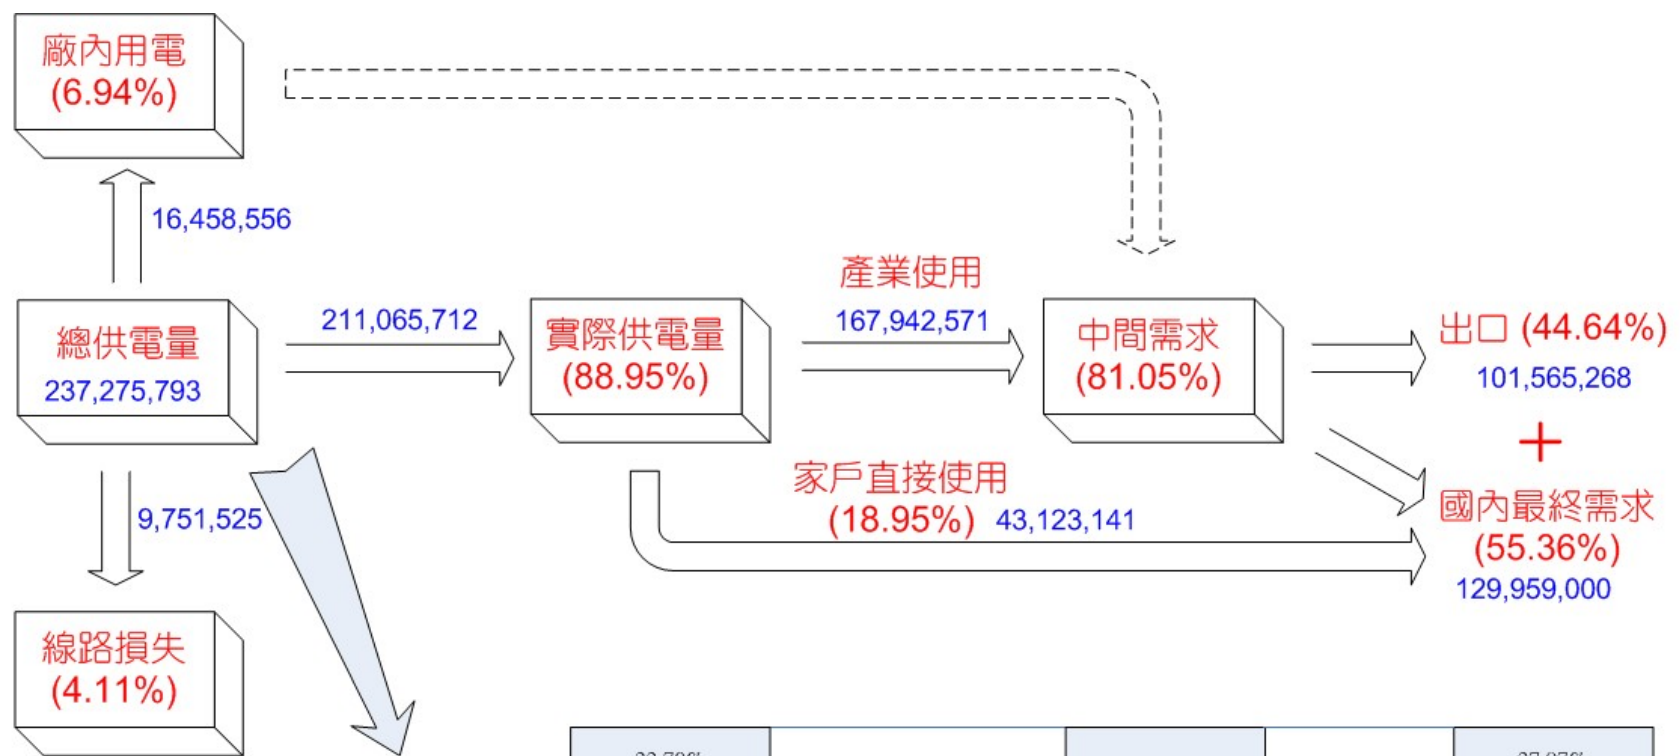 廠內用電
(6.94%)
16,458,556
產業使用
總供電量
237,275,793
211,065,712
實際供電量
(88.95%)
167,942,571
中間需求
(81.05%)
出口 (44.64%)
101,565,268
+
家戶直接使用
(18.95%) 43,123,141
國內最終需求
(55.36%)
129,959,000
9,751,525
線路損失
(4.11%)